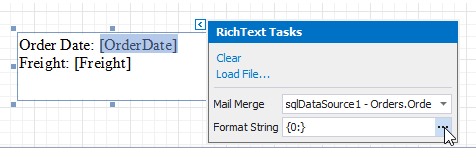 Order Date: [OrderDate]
Freight: [Freight]
RichText Tasks
Clear
Load File...
Mail Merge sqlDataSource1 - Orders.Orde
Format String {0:} ...